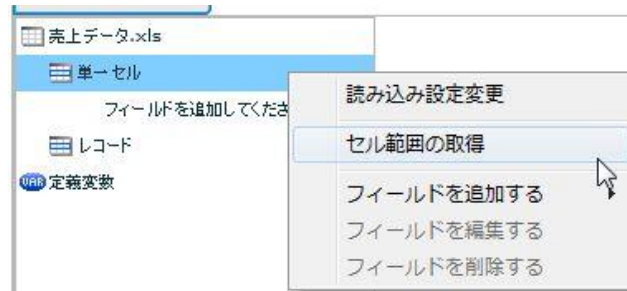 売上データ.xls
単一セル
フィールドを追加してくださ
レコード
VAR 定義変数
読み込み設定変更
セル範囲の取得
フィールドを追加する
フィールドを編集する
フィールドを削除する